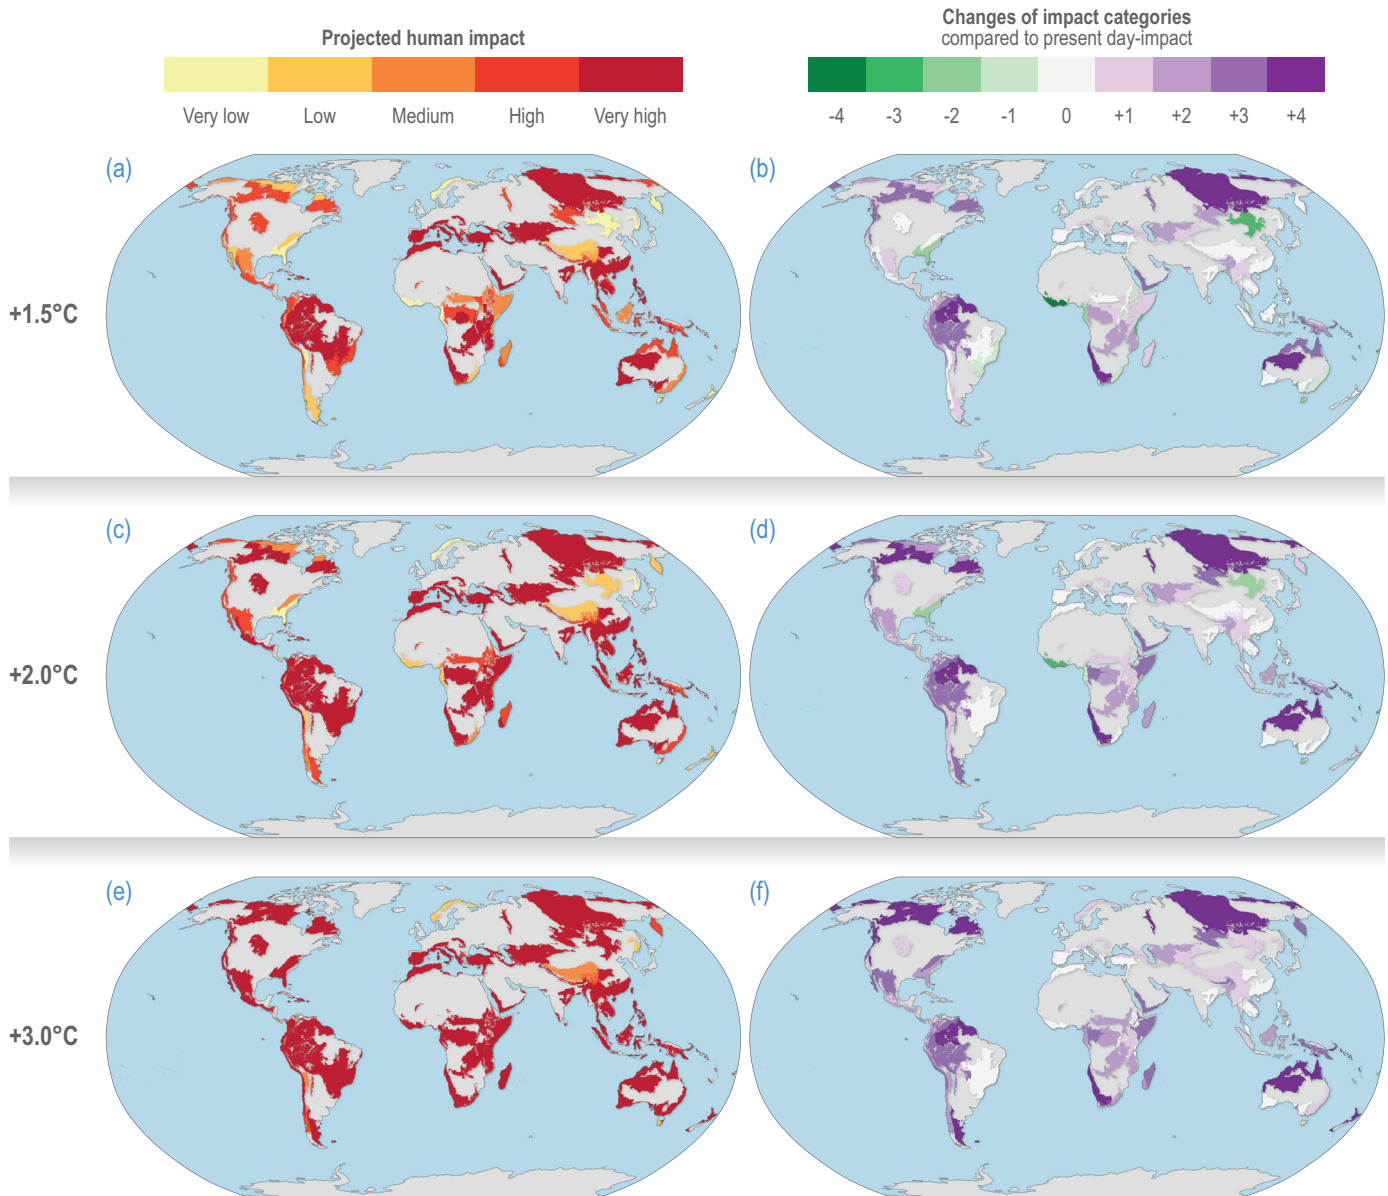 Projected human impact
Very low Low Medium High Very high
Changes of impact categories
compared to present day-impact
-4 -3 -2 -1 0 +1 +2 +3 +4
+1.5°C
(a)
(b)
+2.0°C
(c)
(d)
+3.0°C
(e)
(f)